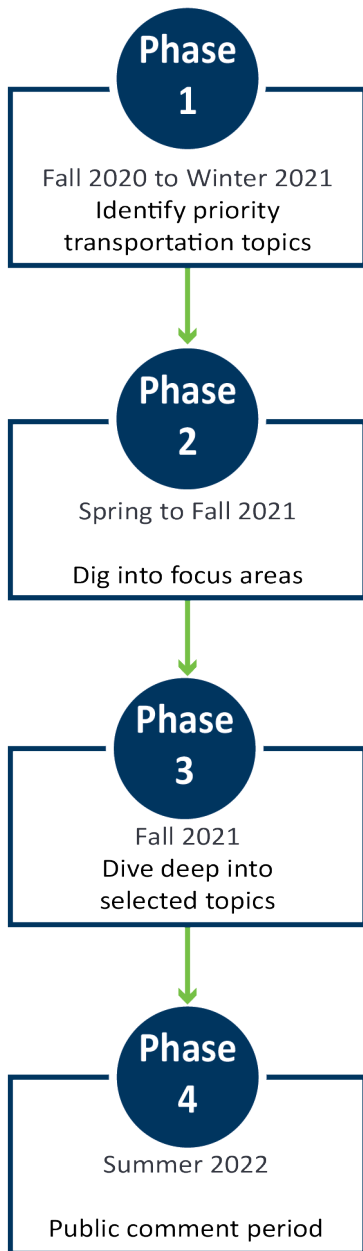 Phase
1
Fall 2020 to Winter 2021
Identify priority
transportation topics
Phase
2
Spring to Fall 2021
Dig into focus areas
Phase
3
Fall 2021
Dive deep into
selected topics
Phase
4
Summer 2022
Public comment period